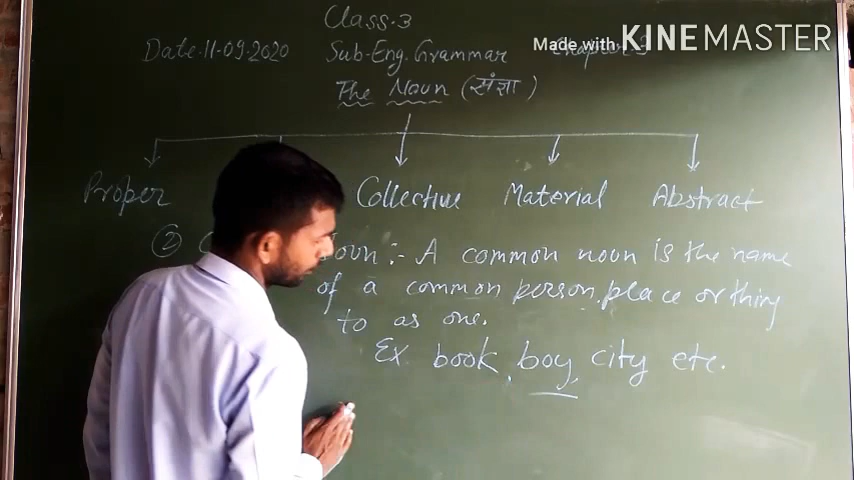 Class·3
Date·11-09-2020 Sub-Eng. Grammar
Made with KINEMASTER
The Noun (संज्ञा)
Proper Collective Material Abstract
② Noun :- A common noun is the name
of a common person, place or thing
to as one.
Ex. book, boy, city etc.